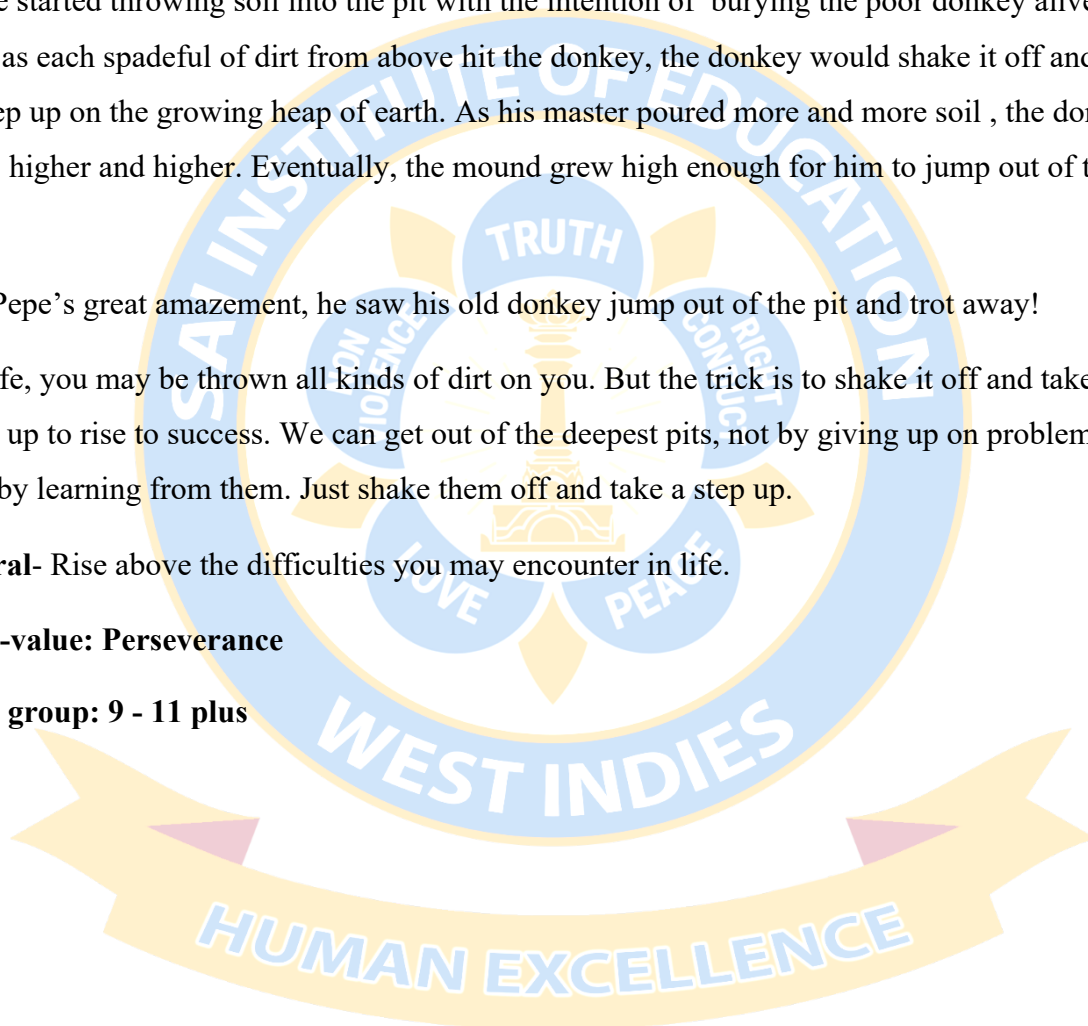 e started throwing soil into the pit with the intention of burying the poor donkey alive
as each spadeful of dirt from above hit the donkey, the donkey would shake it off and
ep up on the growing heap of earth. As his master poured more and more soil , the don
higher and higher. Eventually, the mound grew high enough for him to jump out of t
Pepe’s great amazement, he saw his old donkey jump out of the pit and trot away!
fe, you may be thrown all kinds of dirt on you. But the trick is to shake it off and take
up to rise to success. We can get out of the deepest pits, not by giving up on problem
by learning from them. Just shake them off and take a step up.
ral- Rise above the difficulties you may encounter in life.
-value: Perseverance
group: 9 - 11 plus
SAI INSTITUTE OF EDUCATION
TRUTH
NON
VIOLENCE
RIGHT
CONDUCT
LOVE
PEACE
WEST INDIES
HUMAN EXCELLENCE